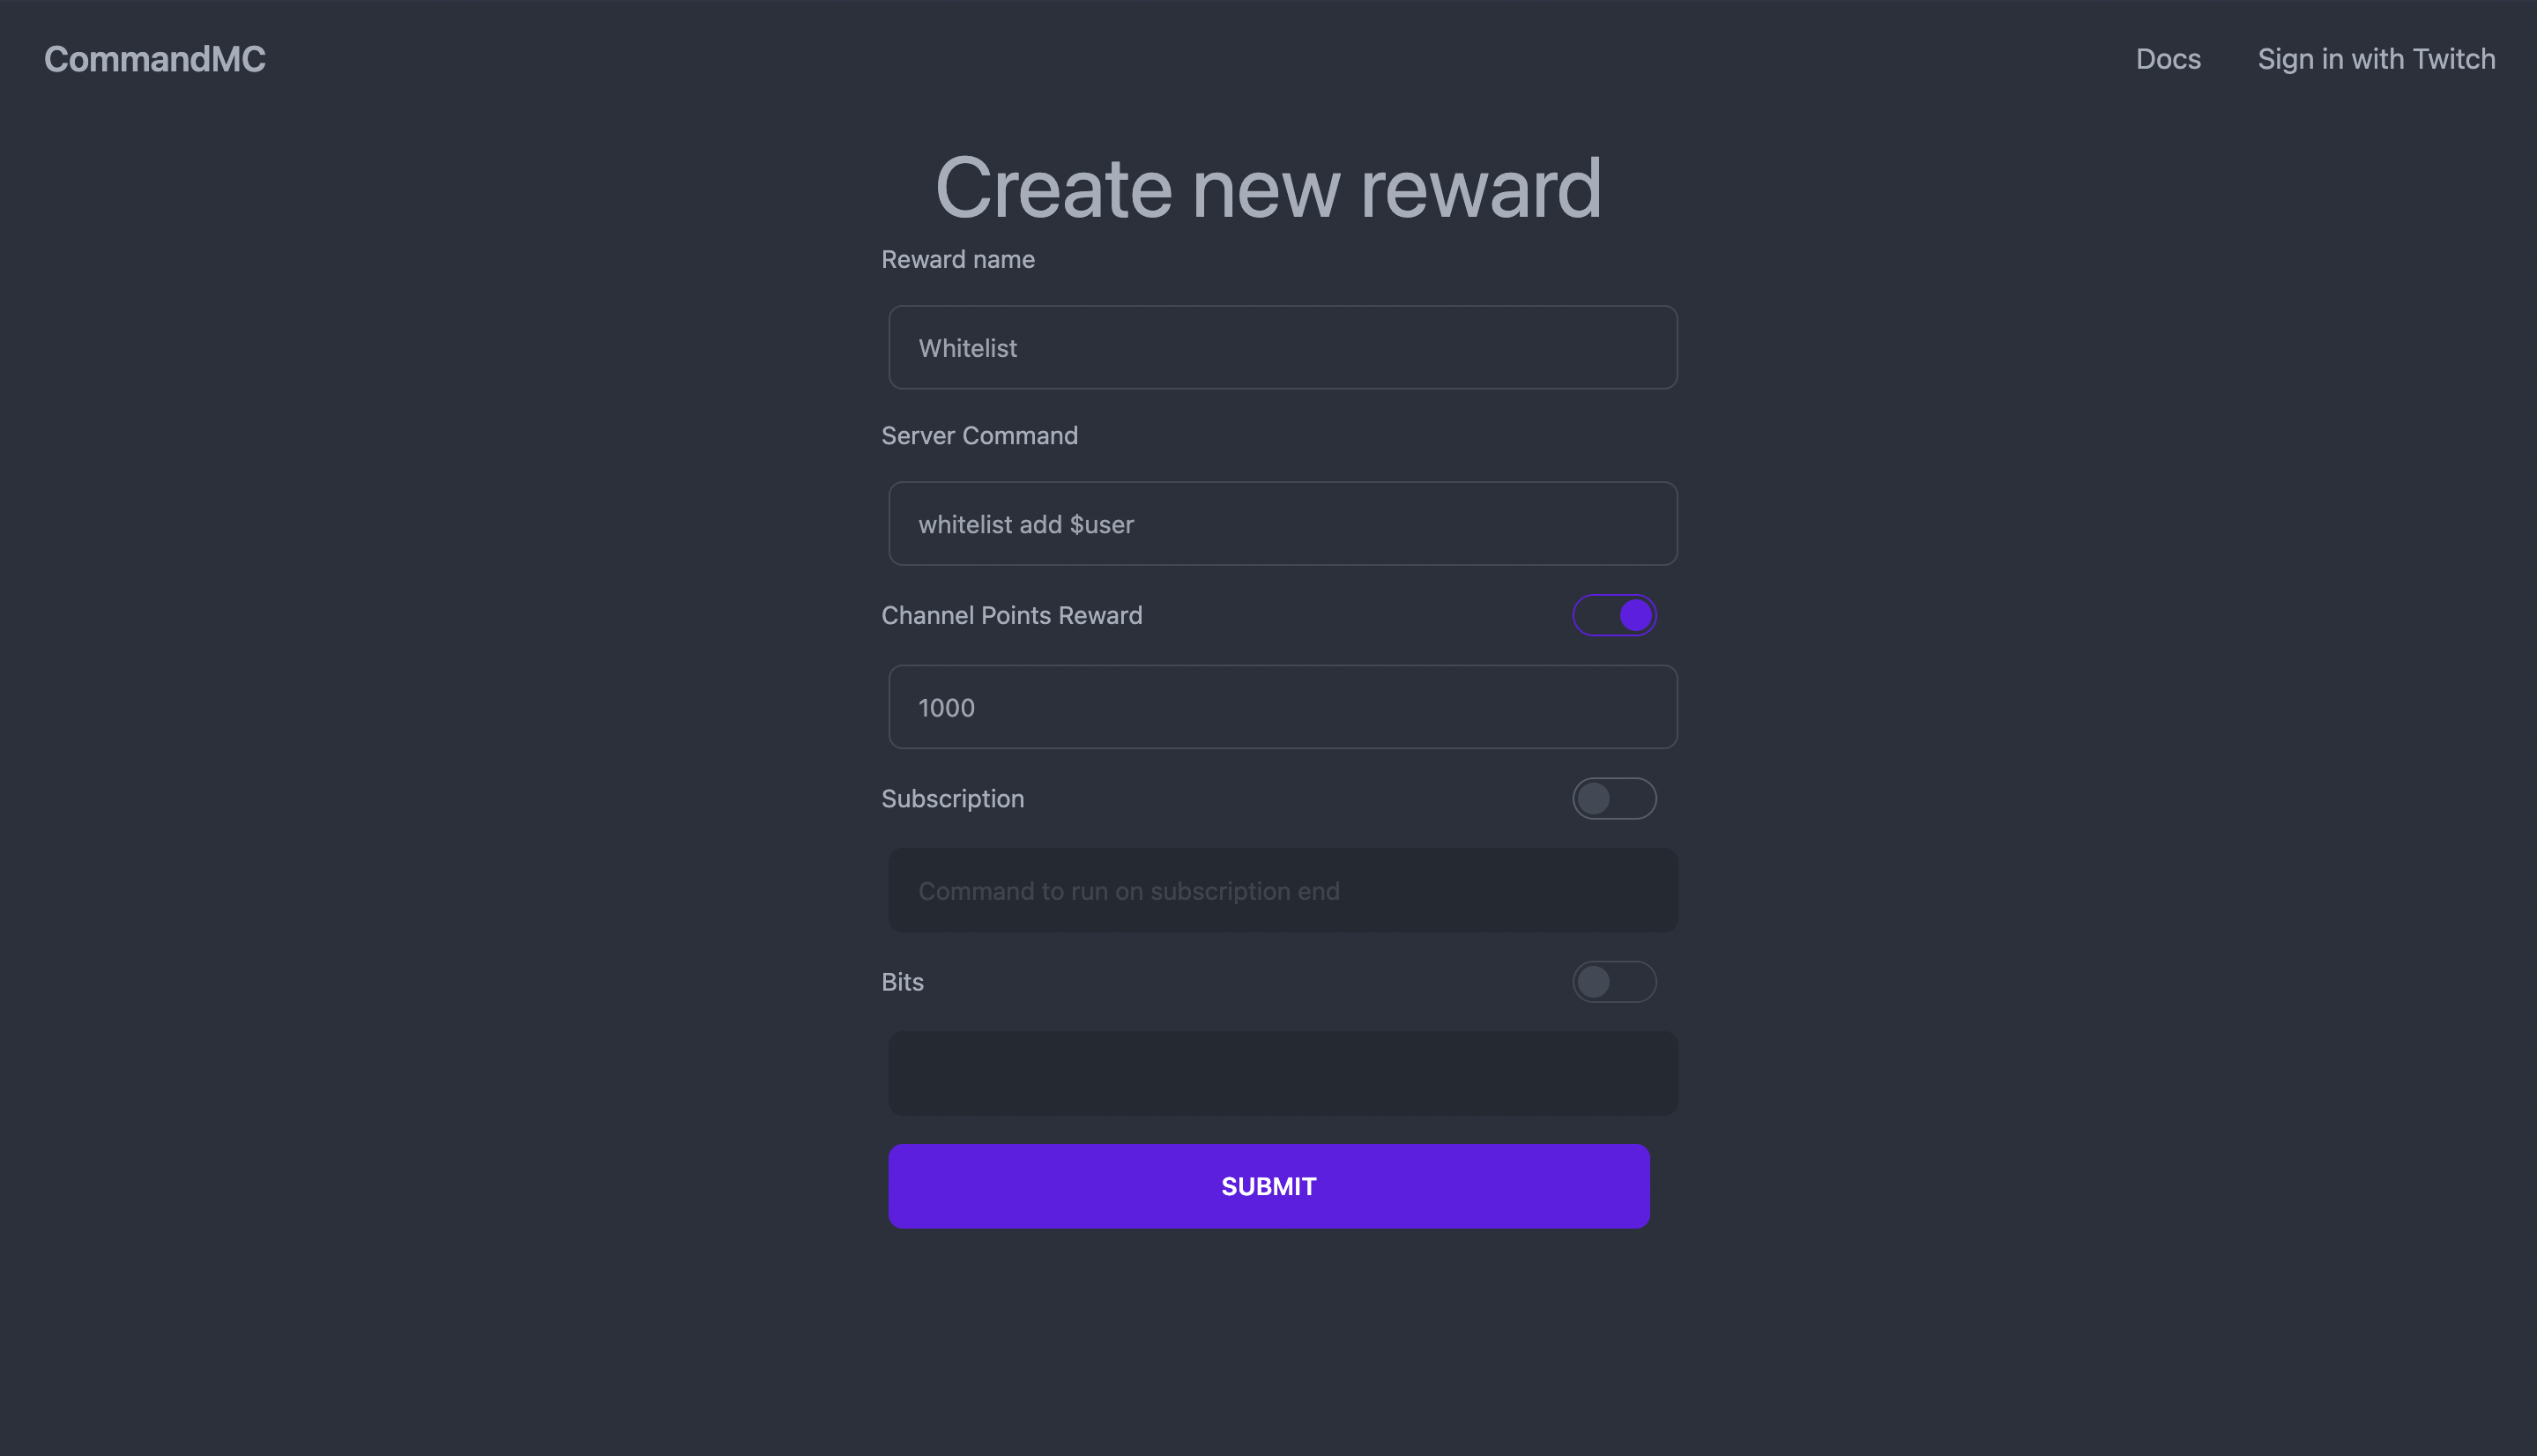 CommandMC
Docs
Sign in with Twitch
Create new reward
Reward name
Whitelist
Server Command
whitelist add $user
Channel Points Reward
1000
Subscription
Command to run on subscription end
Bits
SUBMIT